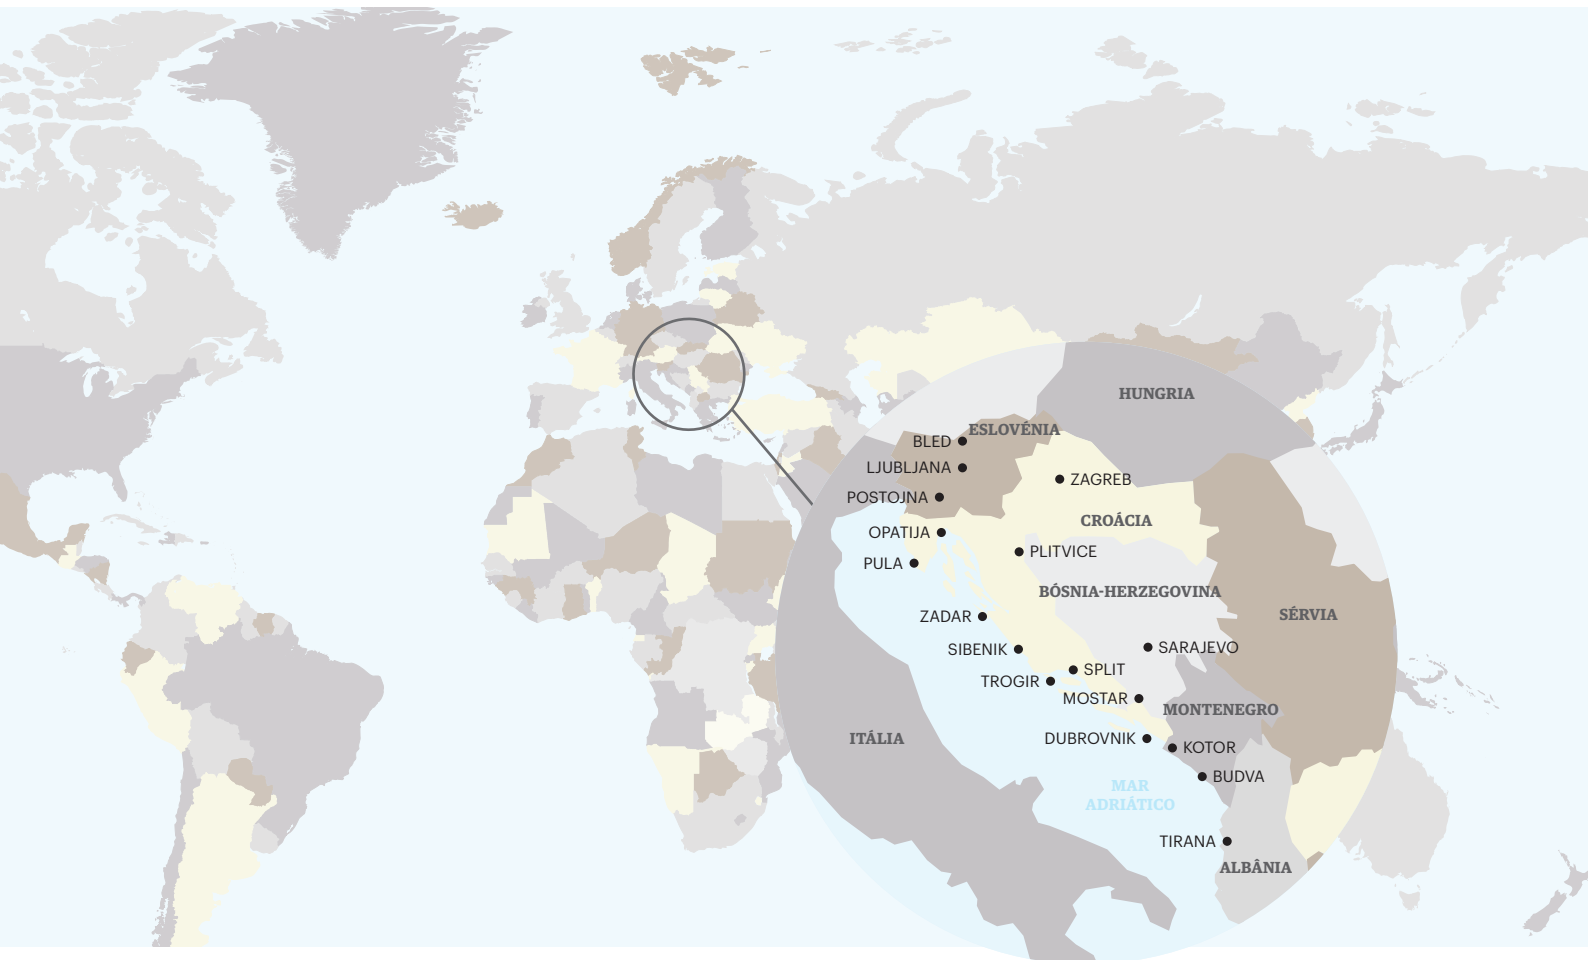 HUNGRIA
ESLOVÉNIA
BLED
LJUBLJANA
ZAGREB
POSTOJNA
CROÁCIA
OPATIJA
PLITVICE
PULA
BÓSNIA-HERZEGOVINA
SÉRVIA
ZADAR
SIBENIK
SARAJEVO
SPLIT
TROGIR
MOSTAR
MONTENEGRO
ITÁLIA
DUBROVNIK
KOTOR
BUDVA
MAR
ADRIÁTICO
TIRANA
ALBÂNIA